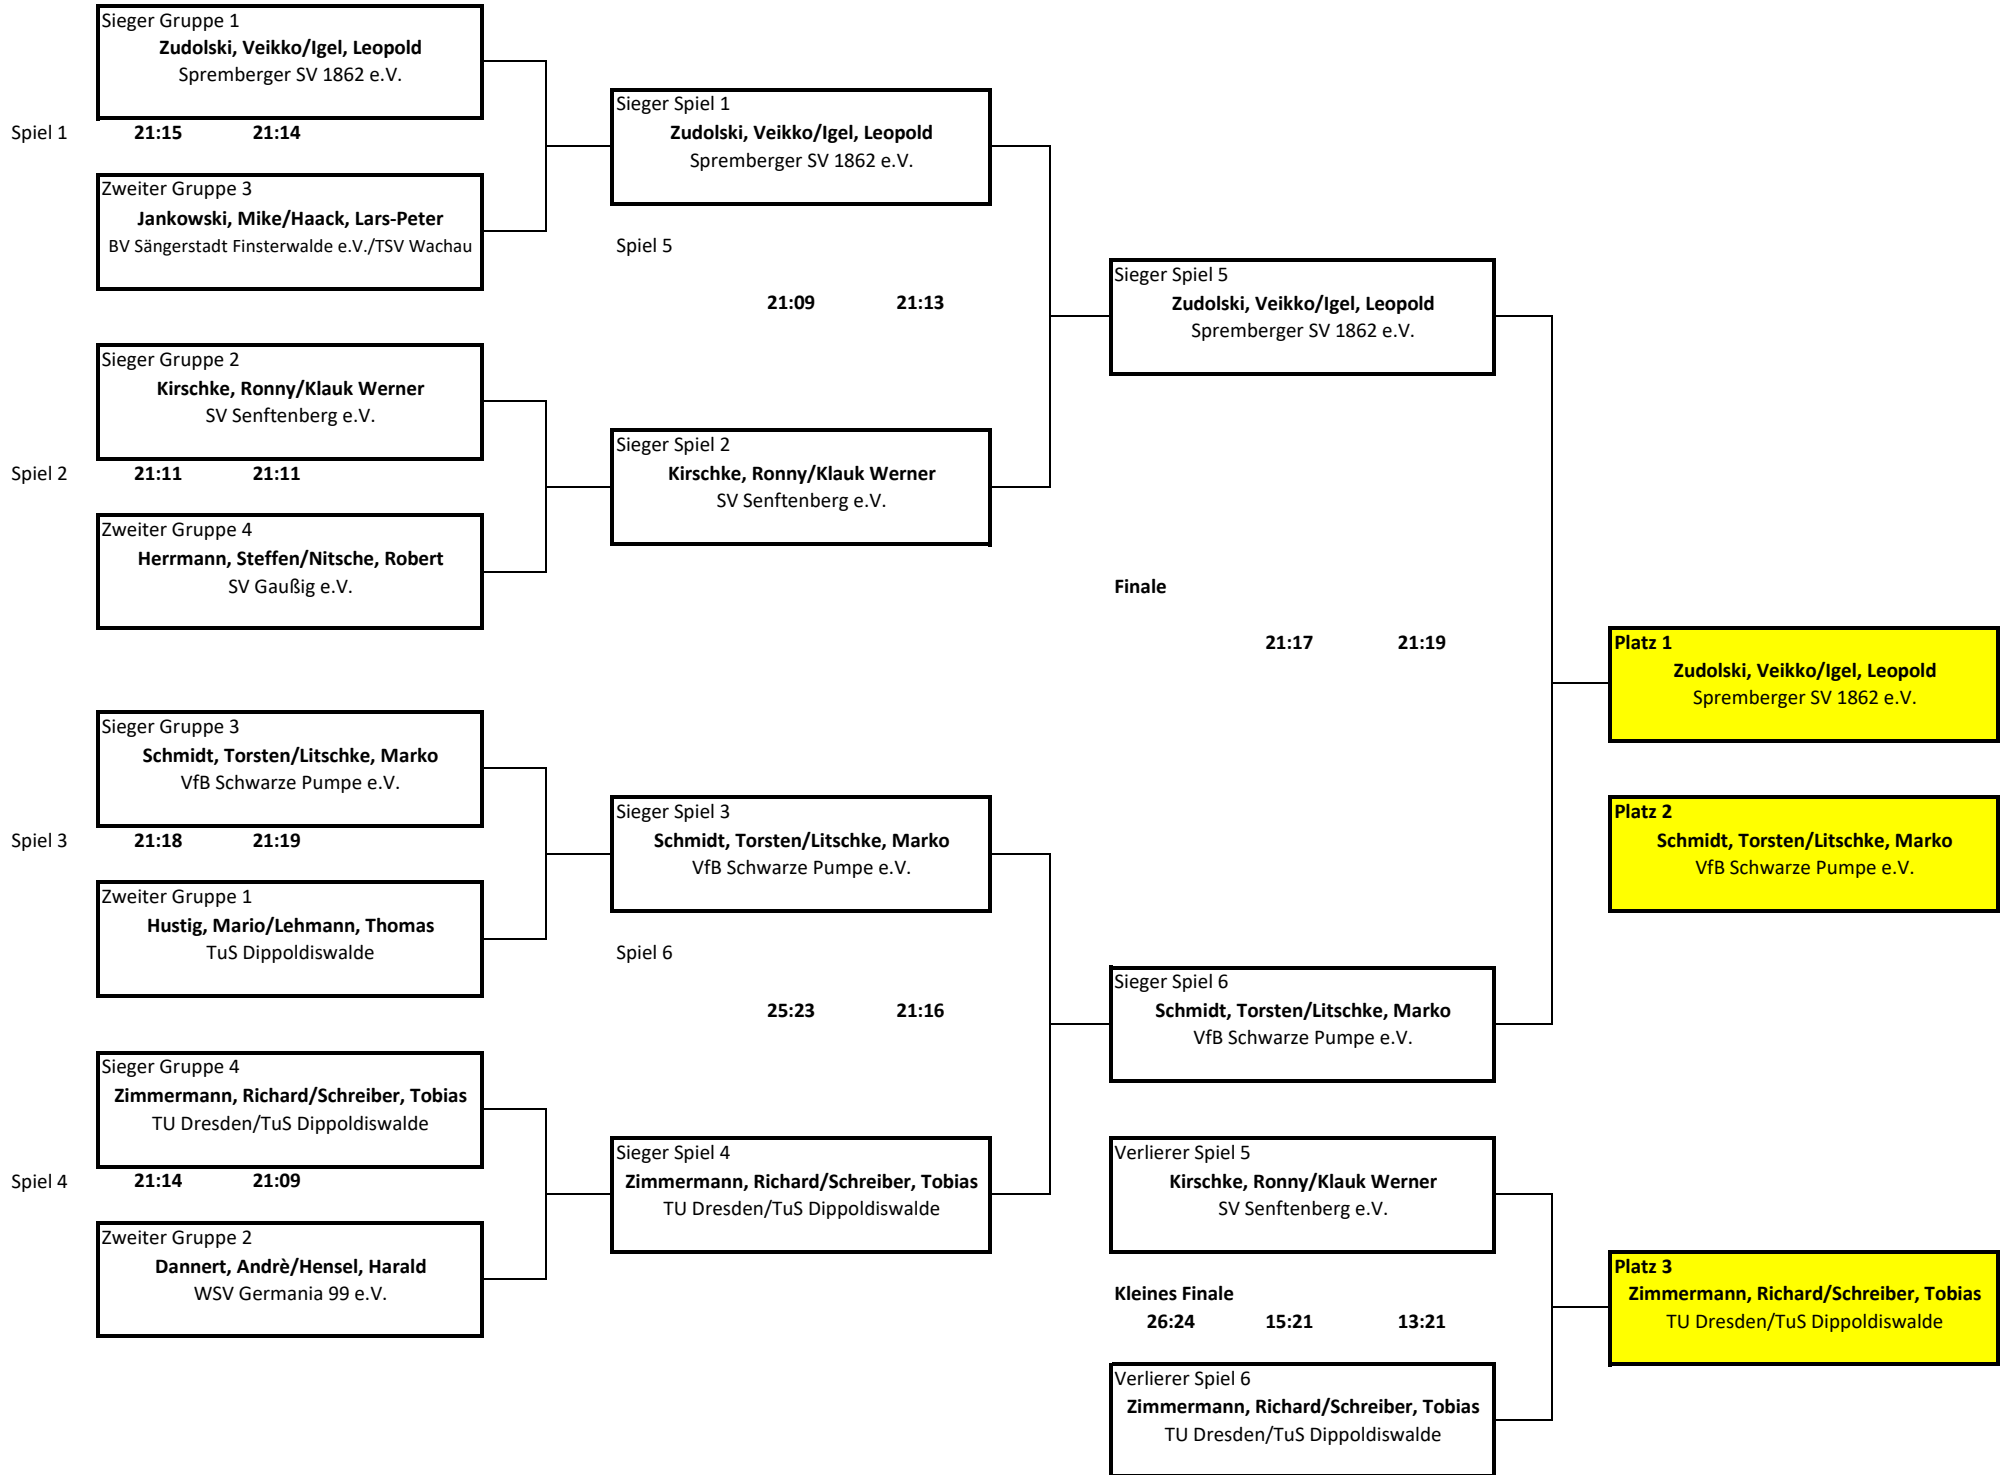 Sieger Gruppe 1
Zudolski, Veikko/Igel, Leopold
Spremberger SV 1862 e.V.
Spiel 1 21:15 21:14
Zweiter Gruppe 3
Jankowski, Mike/Haack, Lars-Peter
BV Sängerstadt Finsterwalde e.V./TSV Wachau
Sieger Gruppe 2
Kirschke, Ronny/Klauk Werner
SV Senftenberg e.V.
Spiel 2 21:11 21:11
Zweiter Gruppe 4
Herrmann, Steffen/Nitsche, Robert
SV Gaußig e.V.
Sieger Gruppe 3
Schmidt, Torsten/Litschke, Marko
VfB Schwarze Pumpe e.V.
Spiel 3 21:18 21:19
Zweiter Gruppe 1
Hustig, Mario/Lehmann, Thomas
TuS Dippoldiswalde
Sieger Gruppe 4
Zimmermann, Richard/Schreiber, Tobias
TU Dresden/TuS Dippoldiswalde
Spiel 4 21:14 21:09
Zweiter Gruppe 2
Dannert, Andrè/Hensel, Harald
WSV Germania 99 e.V.
Sieger Spiel 1
Zudolski, Veikko/Igel, Leopold
Spremberger SV 1862 e.V.
Spiel 5
21:09 21:13
Sieger Spiel 2
Kirschke, Ronny/Klauk Werner
SV Senftenberg e.V.
Sieger Spiel 3
Schmidt, Torsten/Litschke, Marko
VfB Schwarze Pumpe e.V.
Spiel 6
25:23 21:16
Sieger Spiel 4
Zimmermann, Richard/Schreiber, Tobias
TU Dresden/TuS Dippoldiswalde
Sieger Spiel 5
Zudolski, Veikko/Igel, Leopold
Spremberger SV 1862 e.V.
Finale
21:17 21:19
Sieger Spiel 6
Schmidt, Torsten/Litschke, Marko
VfB Schwarze Pumpe e.V.
Verlierer Spiel 5
Kirschke, Ronny/Klauk Werner
SV Senftenberg e.V.
Kleines Finale
26:24 15:21 13:21
Verlierer Spiel 6
Zimmermann, Richard/Schreiber, Tobias
TU Dresden/TuS Dippoldiswalde
Platz 1
Zudolski, Veikko/Igel, Leopold
Spremberger SV 1862 e.V.
Platz 2
Schmidt, Torsten/Litschke, Marko
VfB Schwarze Pumpe e.V.
Platz 3
Zimmermann, Richard/Schreiber, Tobias
TU Dresden/TuS Dippoldiswalde